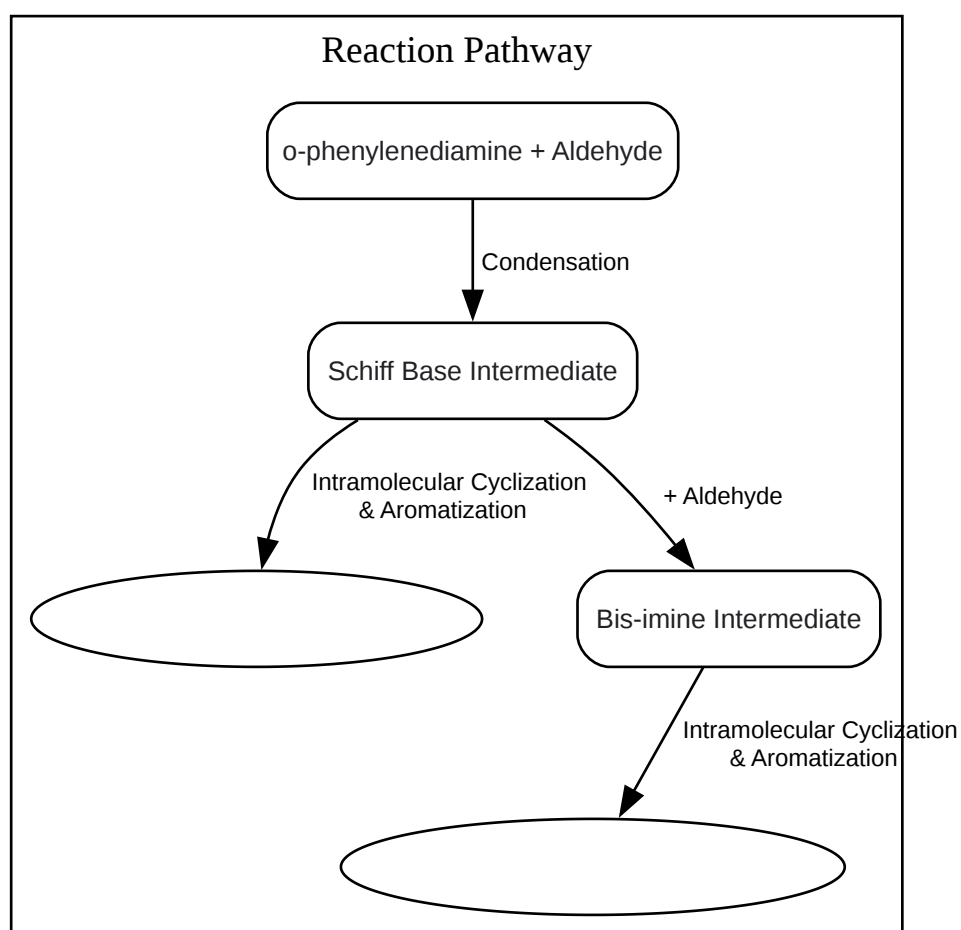 Reaction Pathway
o-phenylenediamine + Aldehyde
Condensation
Schiff Base Intermediate
Intramolecular Cyclization
& Aromatization
+ Aldehyde
Bis-imine Intermediate
Intramolecular Cyclization
& Aromatization